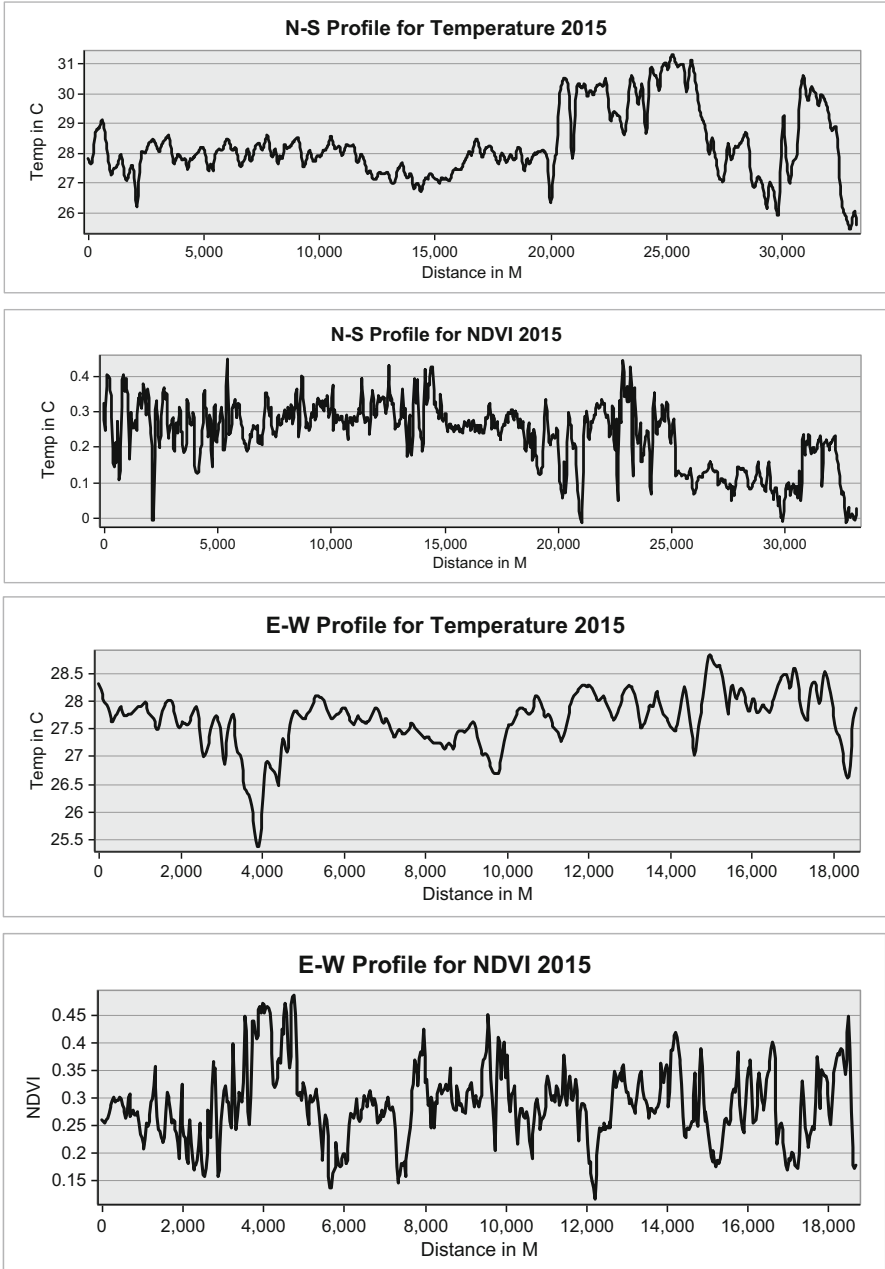 N-S Profile for Temperature 2015
Temp in C
31
30
29
28
27
26
0 5,000 10,000 15,000 20,000 25,000 30,000
Distance in M
N-S Profile for NDVI 2015
Temp in C
0.4
0.3
0.2
0.1
0
0 5,000 10,000 15,000 20,000 25,000 30,000
Distance in M
E-W Profile for Temperature 2015
Temp in C
28.5
28
27.5
27
26.5
26
25.5
0 2,000 4,000 6,000 8,000 10,000 12,000 14,000 16,000 18,000
Distance in M
E-W Profile for NDVI 2015
NDVI
0.45
0.40
0.35
0.30
0.25
0.2
0.15
0 2,000 4,000 6,000 8,000 10,000 12,000 14,000 16,000 18,000
Distance in M